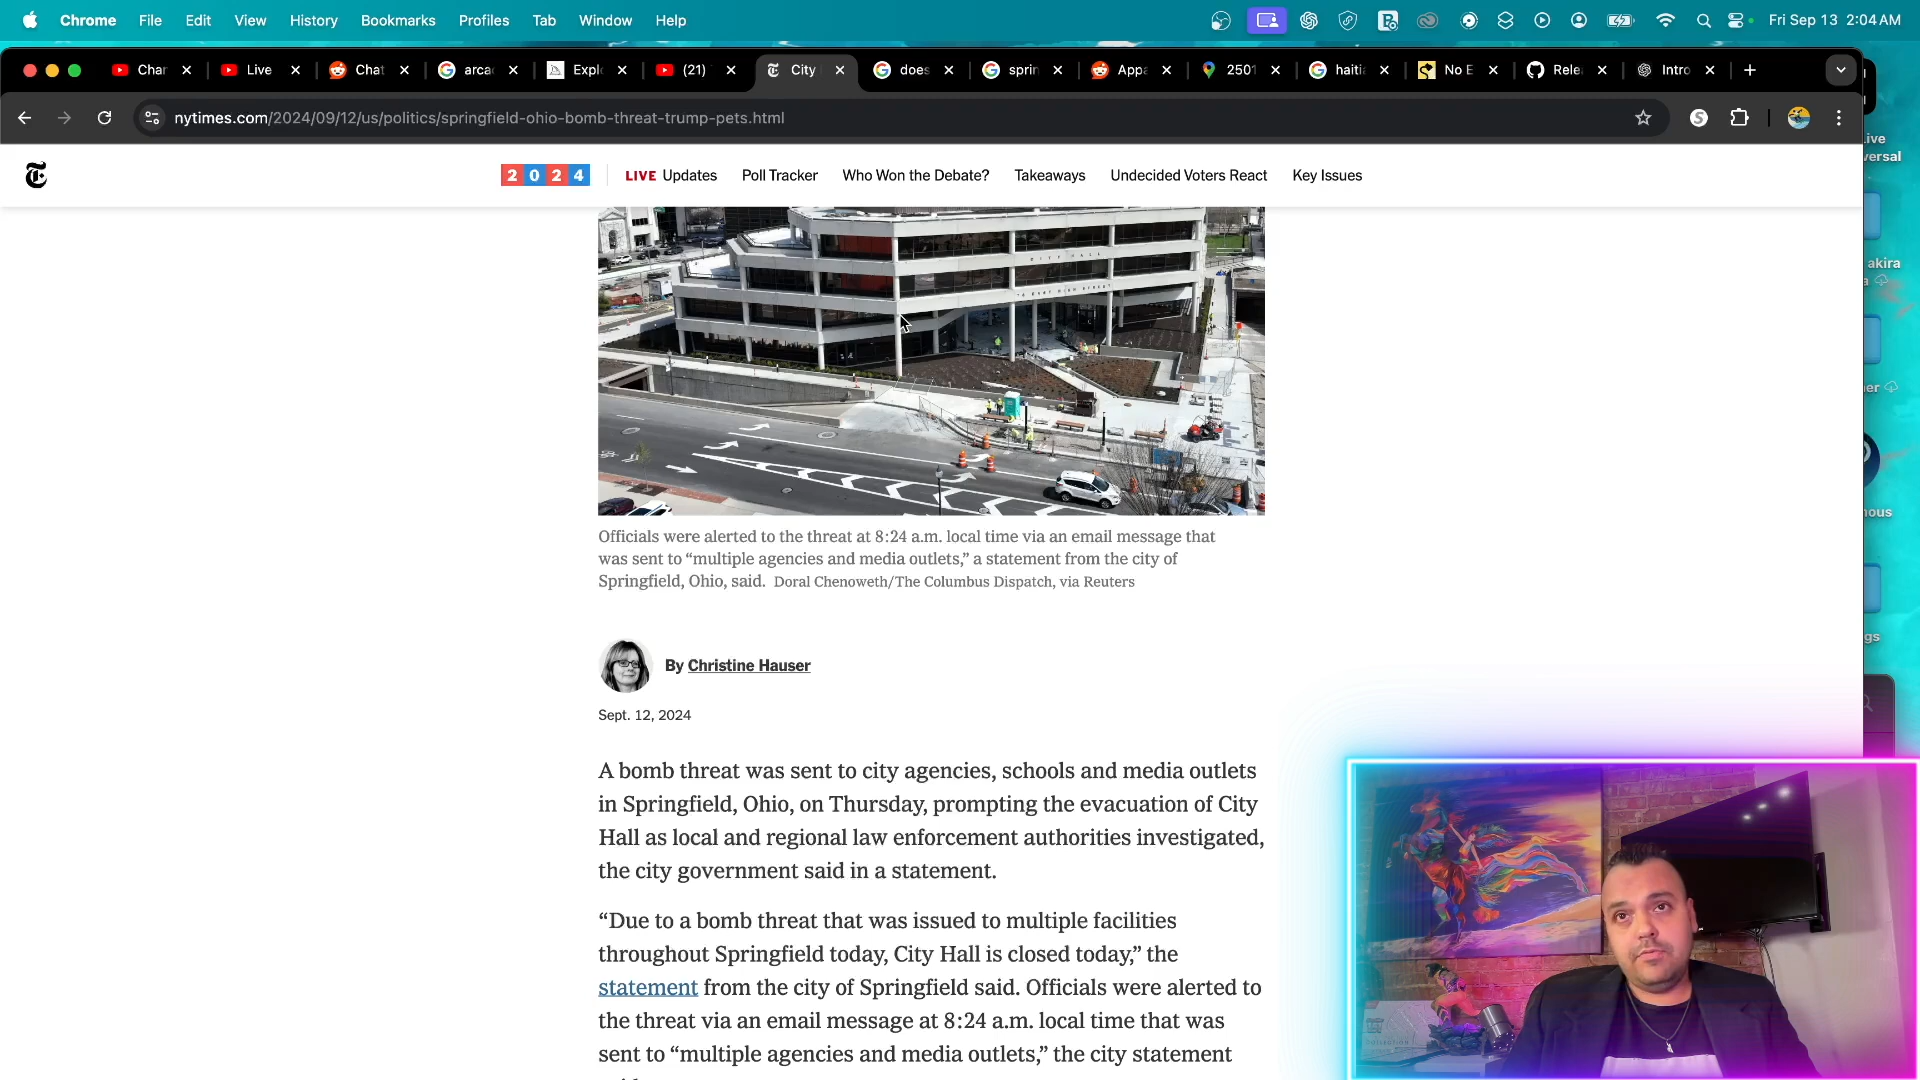 Chrome File Edit View History Bookmarks Profiles Tab Window Help Fri Sep 13 2:04 AM
Char Live Chat arca Explo (21) City does sprin Appa 2501 haitia No E Relea Intro
nytimes.com/2024/09/12/us/politics/springfield-ohio-bomb-threat-trump-pets.html
2024 LIVE Updates Poll Tracker Who Won the Debate? Takeaways Undecided Voters React Key Issues
CITY HALL
Officials were alerted to the threat at 8:24 a.m. local time via an email message that
was sent to “multiple agencies and media outlets,” a statement from the city of
Springfield, Ohio, said. Doral Chenoweth/The Columbus Dispatch, via Reuters
By Christine Hauser
Sept. 12, 2024
A bomb threat was sent to city agencies, schools and media outlets
in Springfield, Ohio, on Thursday, prompting the evacuation of City
Hall as local and regional law enforcement authorities investigated,
the city government said in a statement.
“Due to a bomb threat that was issued to multiple facilities
throughout Springfield today, City Hall is closed today,” the
statement from the city of Springfield said. Officials were alerted to
the threat via an email message at 8:24 a.m. local time that was
sent to “multiple agencies and media outlets,” the city statement
akira